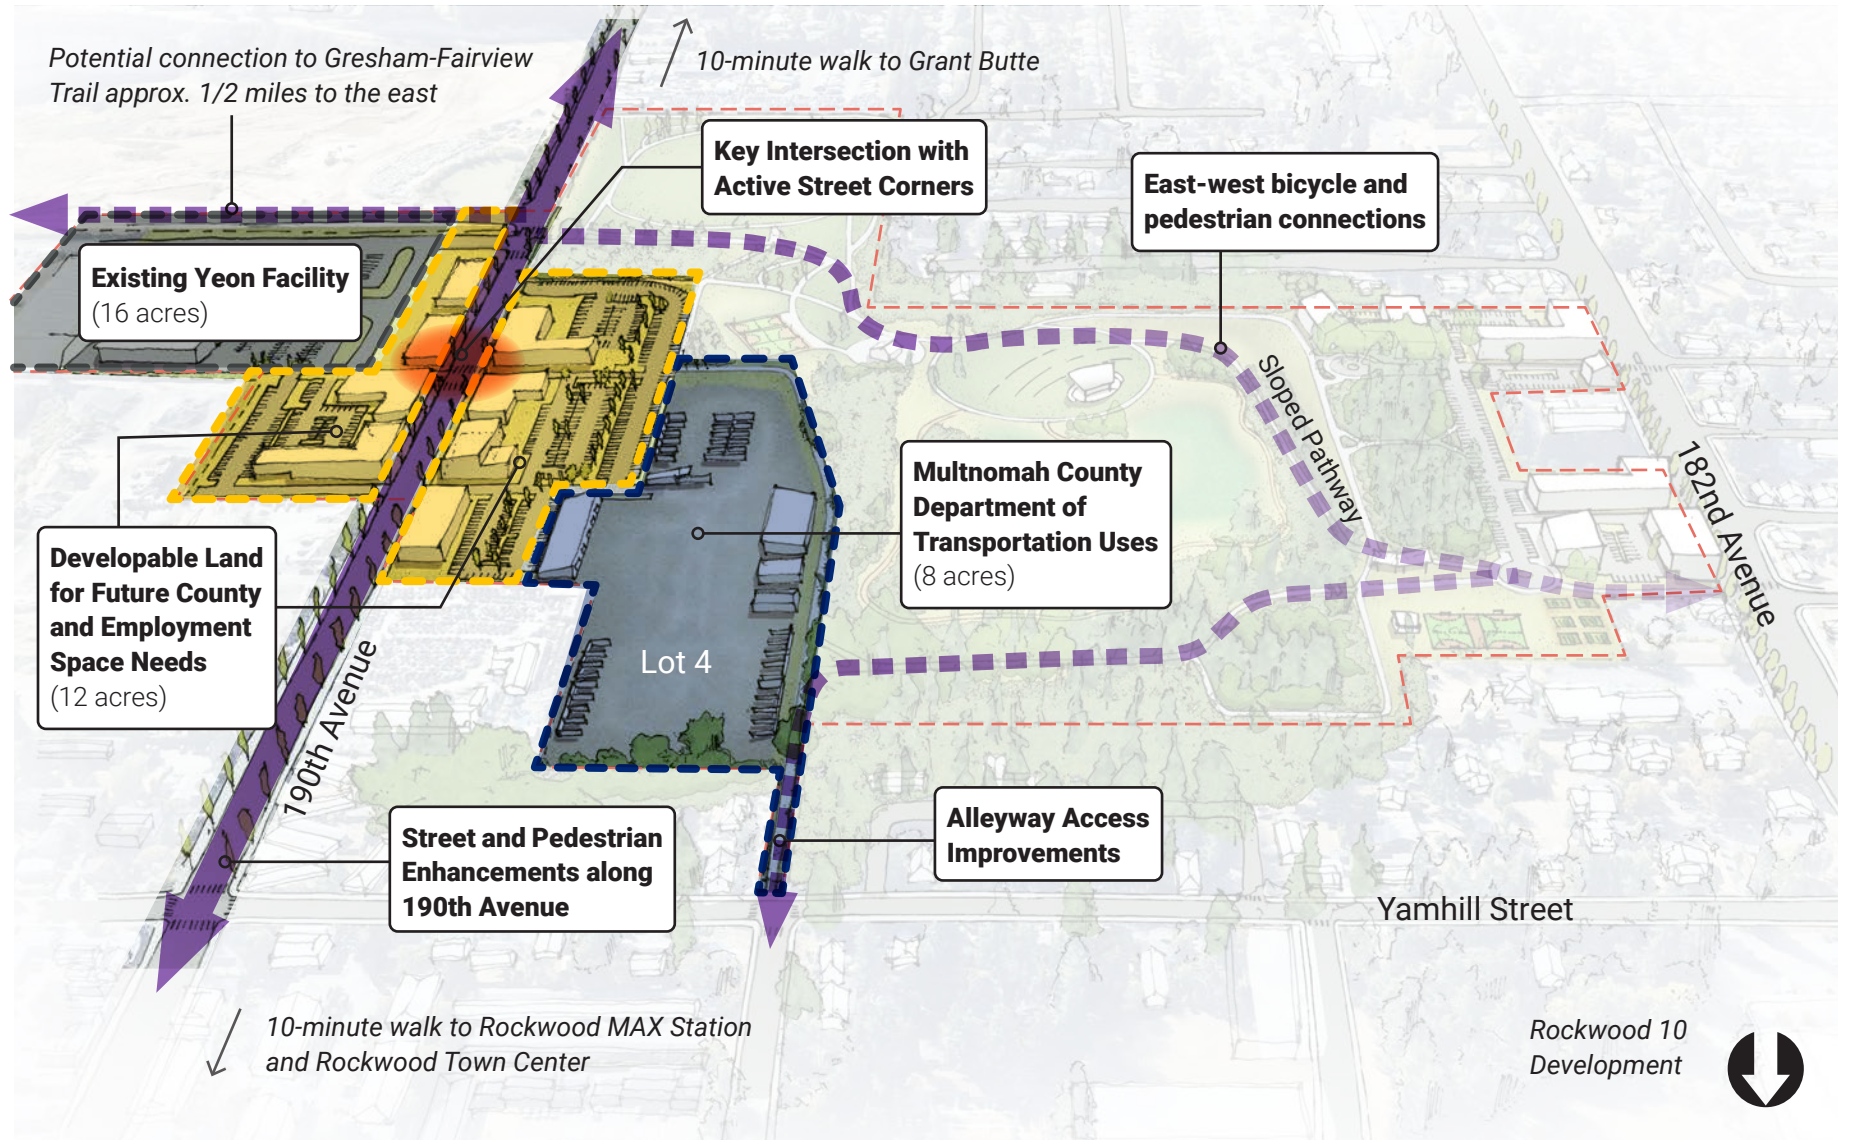 Potential connection to Gresham-Fairview
Trail approx. 1/2 miles to the east
10-minute walk to Grant Butte
Key Intersection with
Active Street Corners
East-west bicycle and
pedestrian connections
Existing Yeon Facility
(16 acres)
Sloped Pathway
182nd Avenue
Multnomah County
Department of
Transportation Uses
(8 acres)
Developable Land
for Future County
and Employment
Space Needs
(12 acres)
Lot 4
190th Avenue
Street and Pedestrian
Enhancements along
190th Avenue
Alleyway Access
Improvements
Yamhill Street
10-minute walk to Rockwood MAX Station
and Rockwood Town Center
Rockwood 10
Development